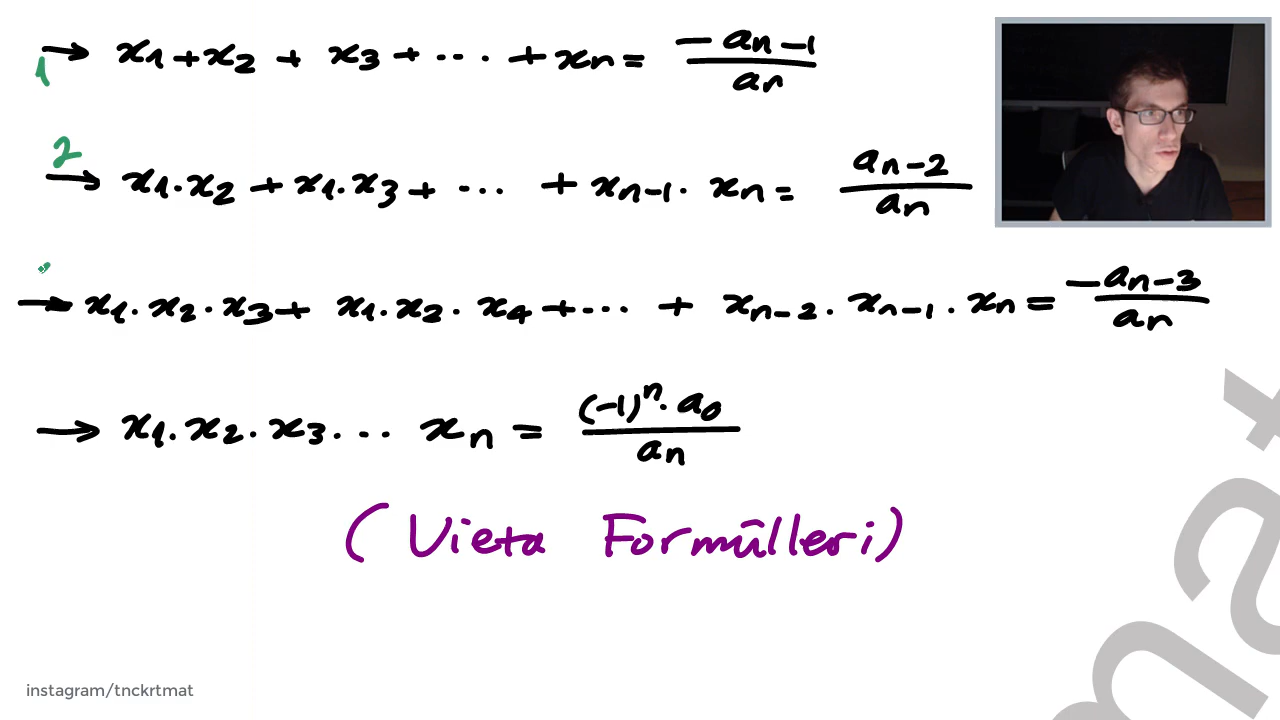 1 → x₁ + x₂ + x₃ + ... + xₙ = -aₙ₋₁/aₙ
2 → x₁.x₂ + x₁.x₃ + ... + xₙ₋₁. xₙ = aₙ₋₂/aₙ
→ x₁.x₂.x₃ + x₁.x₂.x₄ + ... + xₙ₋₂.xₙ₋₁.xₙ = -aₙ₋₃/aₙ
→ x₁.x₂.x₃. ... xₙ = (-1)ⁿ.a₀/aₙ
(Vieta Formülleri)
instagram/tnckrtmat
mat